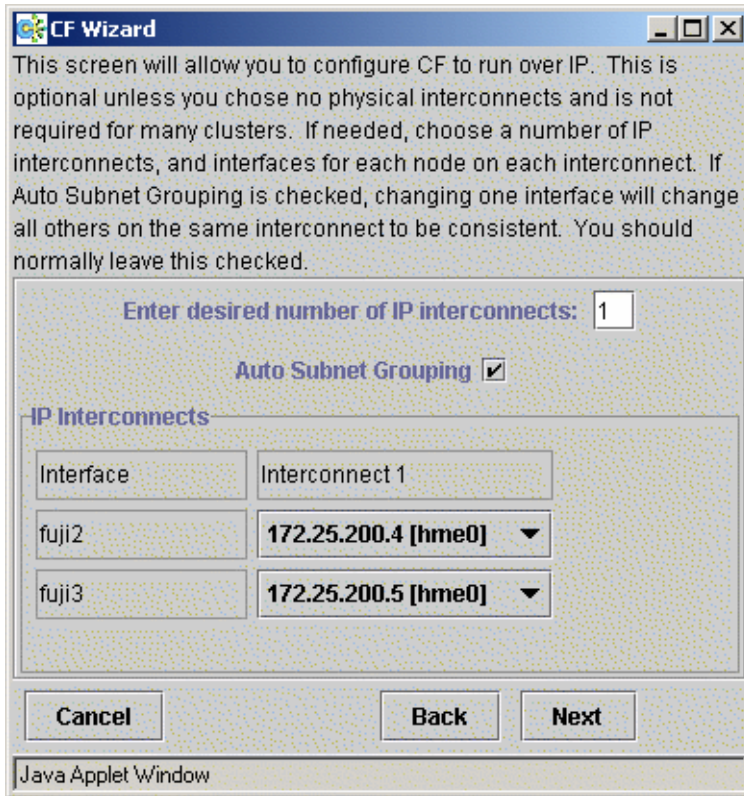 CF Wizard
This screen will allow you to configure CF to run over IP. This is
optional unless you chose no physical interconnects and is not
required for many clusters. If needed, choose a number of IP
interconnects, and interfaces for each node on each interconnect. If
Auto Subnet Grouping is checked, changing one interface will change
all others on the same interconnect to be consistent. You should
normally leave this checked.
Enter desired number of IP interconnects: 1
Auto Subnet Grouping
IP Interconnects
Interface Interconnect 1
fuji2 172.25.200.4 [hme0]
fuji3 172.25.200.5 [hme0]
Cancel Back Next
Java Applet Window